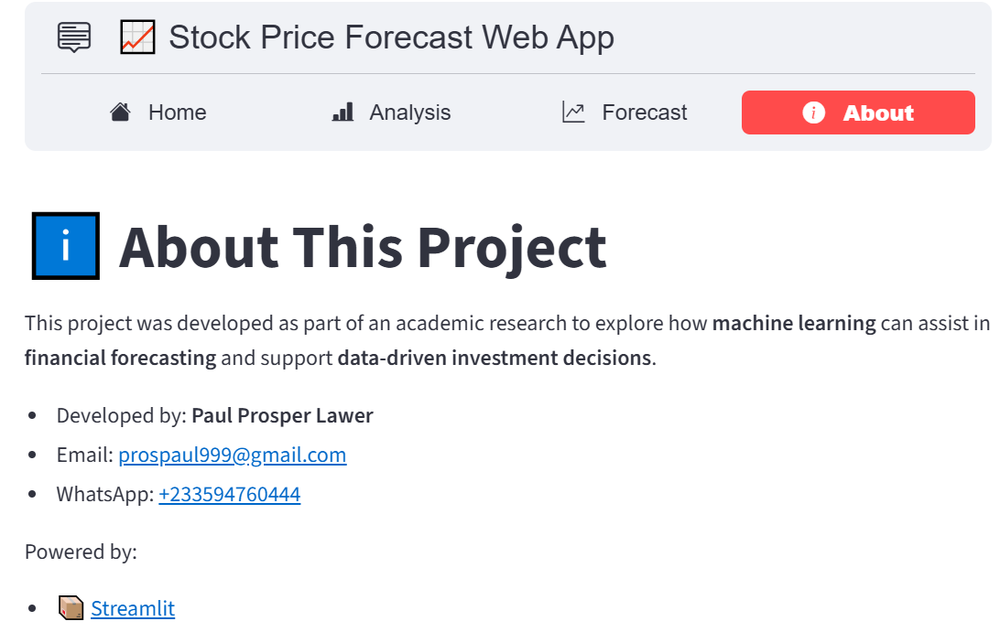 Stock Price Forecast Web App
Home Analysis Forecast About
About This Project
This project was developed as part of an academic research to explore how machine learning can assist in
financial forecasting and support data-driven investment decisions.
Developed by: Paul Prosper Lawer
Email: prospaul999@gmail.com
WhatsApp: +233594760444
Powered by:
Streamlit